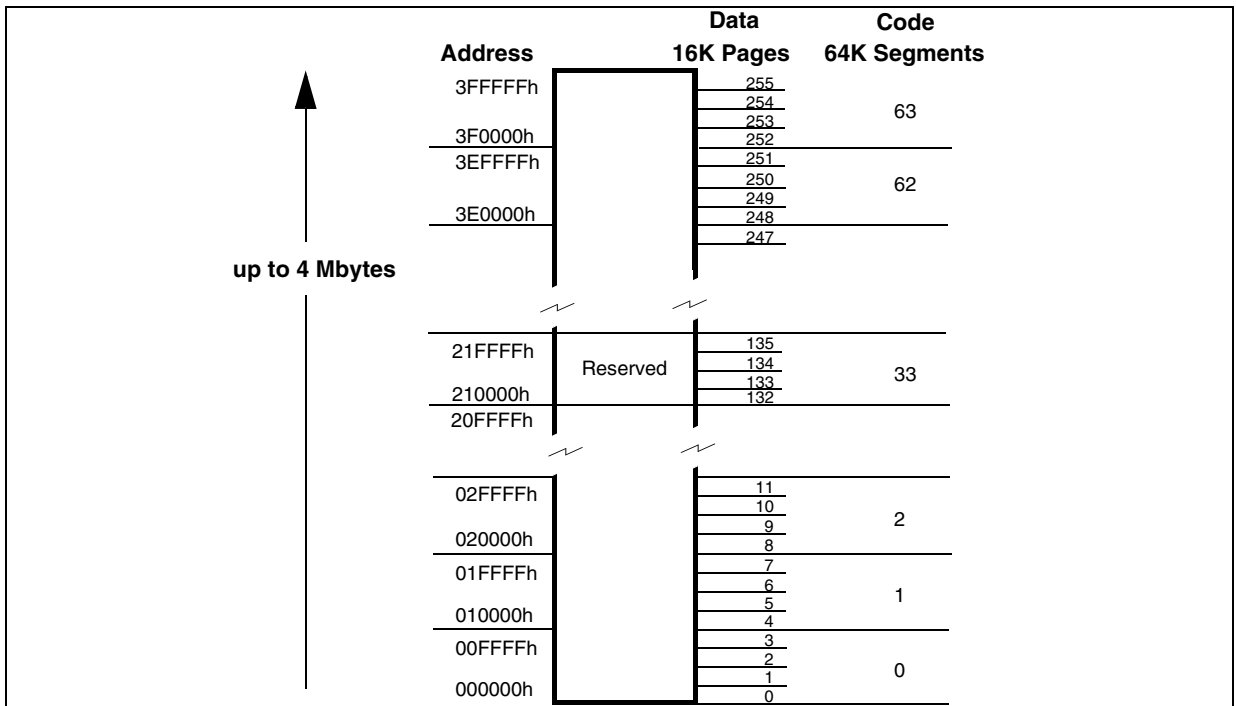 Data Code
Address 16K Pages 64K Segments
3FFFFFh 255
254
253 63
3F0000h 252
3EFFFFh 251
250 62
249
3E0000h 248
247
up to 4 Mbytes
21FFFFh 135
Reserved 134 33
133
210000h 132
20FFFFh
02FFFFh 11
10
9 2
020000h 8
01FFFFh 7
6 1
5
010000h 4
00FFFFh 3
2 0
1
000000h 0